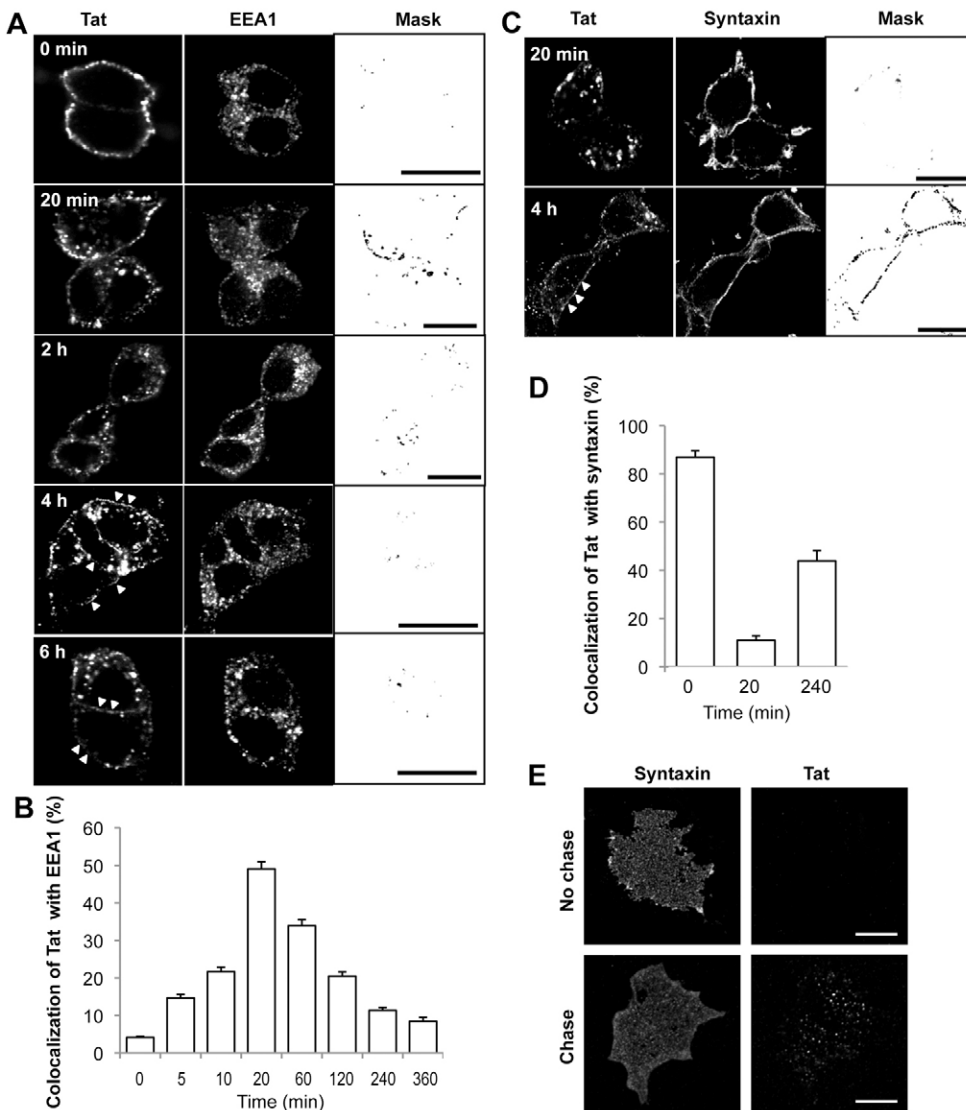 A
Tat EEA1 Mask
0 min
20 min
2 h
4 h
6 h
B
Colocalization of Tat with EEA1 (%)
60
50
40
30
20
10
0
0 5 10 20 60 120 240 360
Time (min)
C
Tat Syntaxin Mask
20 min
4 h
D
Colocalization of Tat with syntaxin (%)
100
80
60
40
20
0
0 20 240
Time (min)
E
Syntaxin Tat
No chase
Chase